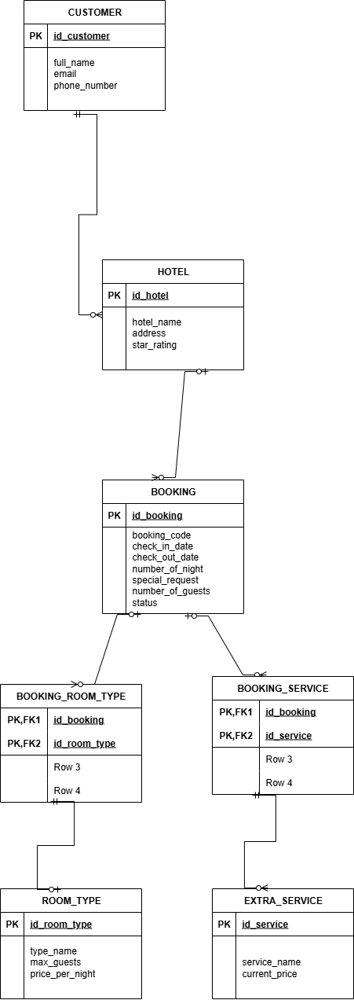 CUSTOMER
PK id_customer
full_name
email
phone_number
HOTEL
PK id_hotel
hotel_name
address
star_rating
BOOKING
PK id_booking
booking_code
check_in_date
check_out_date
number_of_night
special_request
number_of_guests
status
BOOKING_ROOM_TYPE
PK,FK1 id_booking
PK,FK2 id_room_type
Row 3
Row 4
BOOKING_SERVICE
PK,FK1 id_booking
PK,FK2 id_service
Row 3
Row 4
ROOM_TYPE
PK id_room_type
type_name
max_guests
price_per_night
EXTRA_SERVICE
PK id_service
service_name
current_price